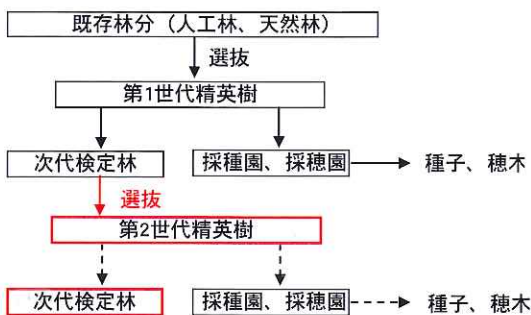 既存林分（人工林、天然林）
選抜
第1世代精英樹
次代検定林
採種園、採穂園
種子、穂木
選抜
第2世代精英樹
次代検定林
採種園、採穂園
種子、穂木